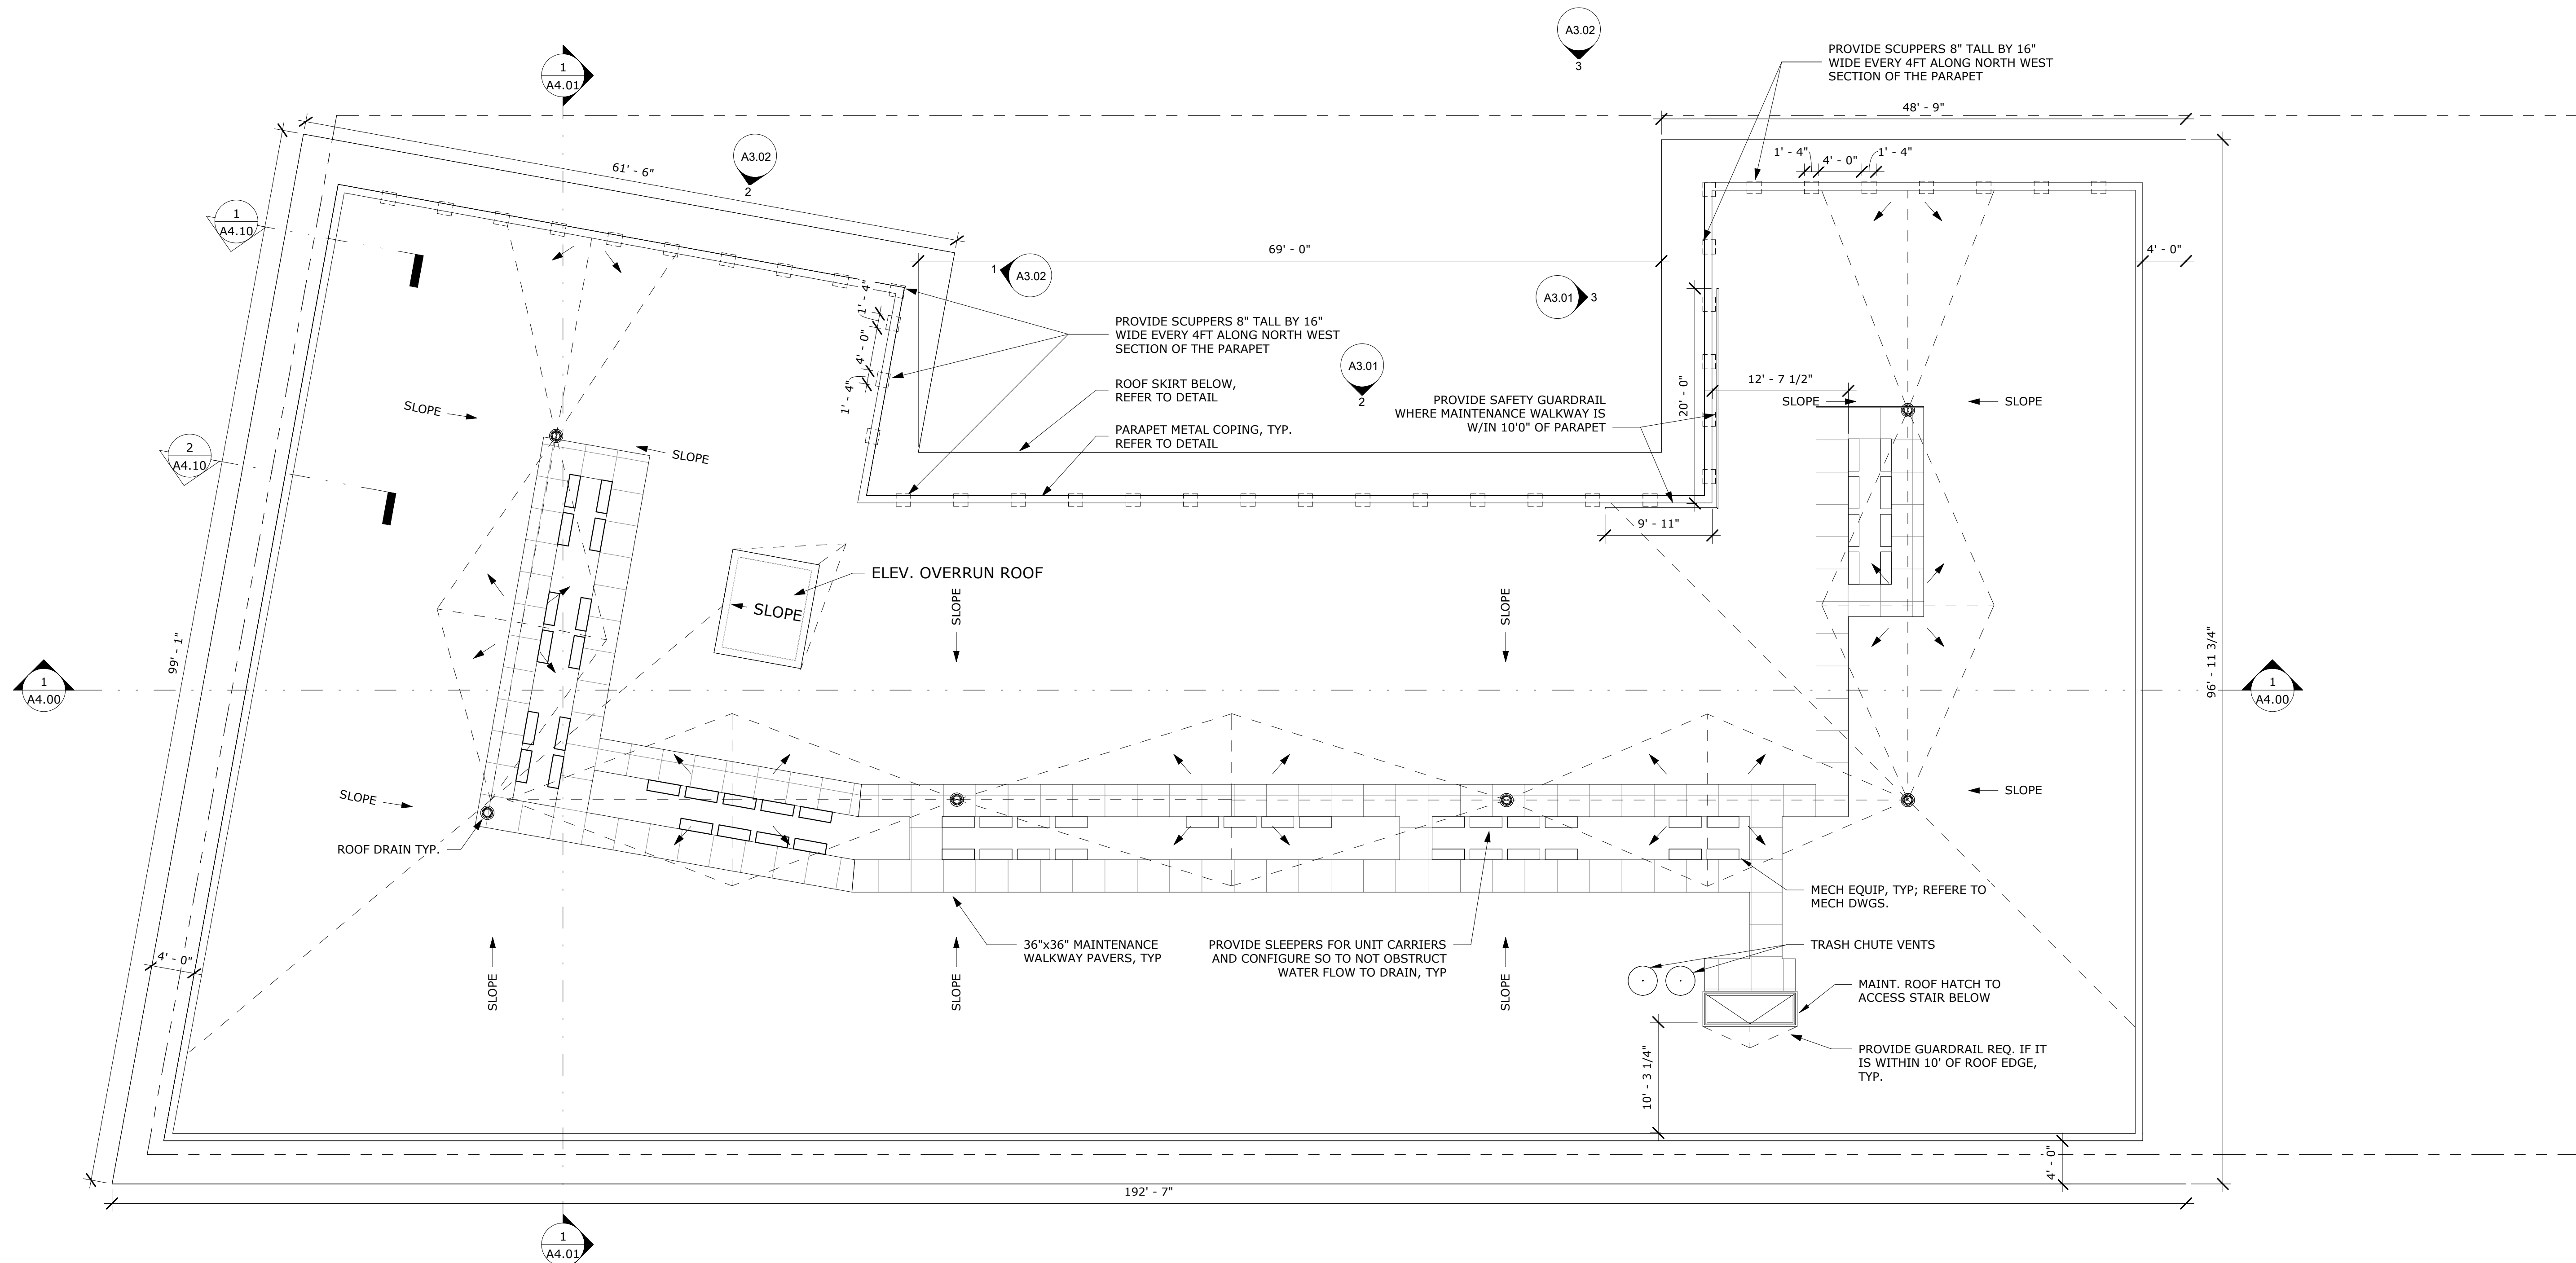 A3.02
3
PROVIDE SCUPPERS 8" TALL BY 16"
WIDE EVERY 4FT ALONG NORTH WEST
SECTION OF THE PARAPET
1
A4.01
48' - 9"
61' - 6"
A3.02
2
1' - 4"
4' - 0"
1' - 4"
1
A4.10
69' - 0"
4' - 0"
1
A3.02
A3.01
3
1' - 4"
4' - 0"
1' - 4"
PROVIDE SCUPPERS 8" TALL BY 16"
WIDE EVERY 4FT ALONG NORTH WEST
SECTION OF THE PARAPET
A3.01
2
ROOF SKIRT BELOW,
REFER TO DETAIL
PARAPET METAL COPING, TYP.
REFER TO DETAIL
PROVIDE SAFETY GUARDRAIL
WHERE MAINTENANCE WALKWAY IS
W/IN 10'0" OF PARAPET
20' - 0"
12' - 7 1/2"
SLOPE
SLOPE
SLOPE
SLOPE
2
A4.10
9' - 11"
ELEV. OVERRUN ROOF
SLOPE
SLOPE
SLOPE
99' - 1"
96' - 11 3/4"
1
A4.00
1
A4.00
SLOPE
SLOPE
ROOF DRAIN TYP.
MECH EQUIP, TYP; REFERE TO
MECH DWGS.
36"x36" MAINTENANCE
WALKWAY PAVERS, TYP
PROVIDE SLEEPERS FOR UNIT CARRIERS
AND CONFIGURE SO TO NOT OBSTRUCT
WATER FLOW TO DRAIN, TYP
TRASH CHUTE VENTS
4' - 0"
SLOPE
SLOPE
SLOPE
MAINT. ROOF HATCH TO
ACCESS STAIR BELOW
PROVIDE GUARDRAIL REQ. IF IT
IS WITHIN 10' OF ROOF EDGE,
TYP.
10' - 3 1/4"
4' - 0"
192' - 7"
1
A4.01